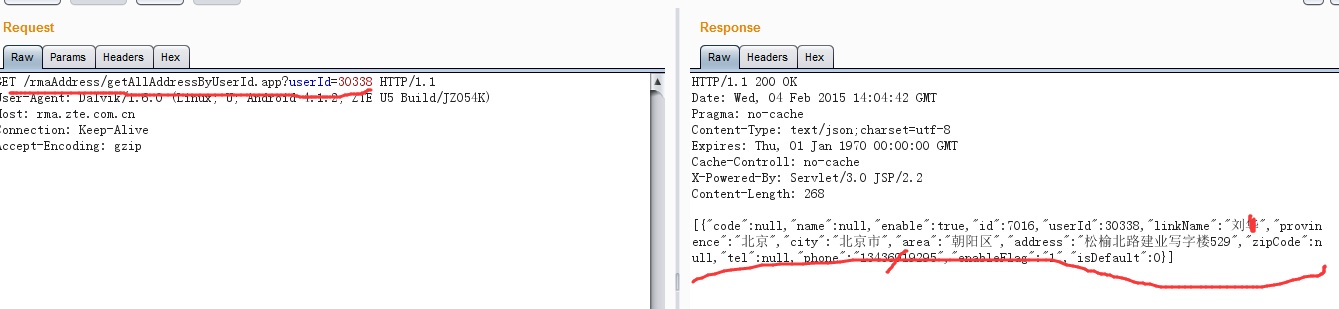 Request
Raw Params Headers Hex
GET /rmaAddress/getAllAddressByUserId.app?userId=30338 HTTP/1.1
User-Agent: Dalvik/1.6.0 (Linux; U; Android 4.1.2; ZTE U5 Build/JZO54K)
Host: rma.zte.com.cn
Connection: Keep-Alive
Accept-Encoding: gzip
Response
Raw Headers Hex
HTTP/1.1 200 OK
Date: Wed, 04 Feb 2015 14:04:42 GMT
Pragma: no-cache
Content-Type: text/json;charset=utf-8
Expires: Thu, 01 Jan 1970 00:00:00 GMT
Cache-Controll: no-cache
X-Powered-By: Servlet/3.0 JSP/2.2
Content-Length: 268
[{"code":null,"name":null,"enable":true,"id":7016,"userId":30338,"linkName":"刘","provin
ence":"北京","city":"北京市","area":"朝阳区","address":"松榆北路建业写字楼529","zipCode":n
ull,"tel":null,"phone":"","enableFlag":"1","isDefault":0}]